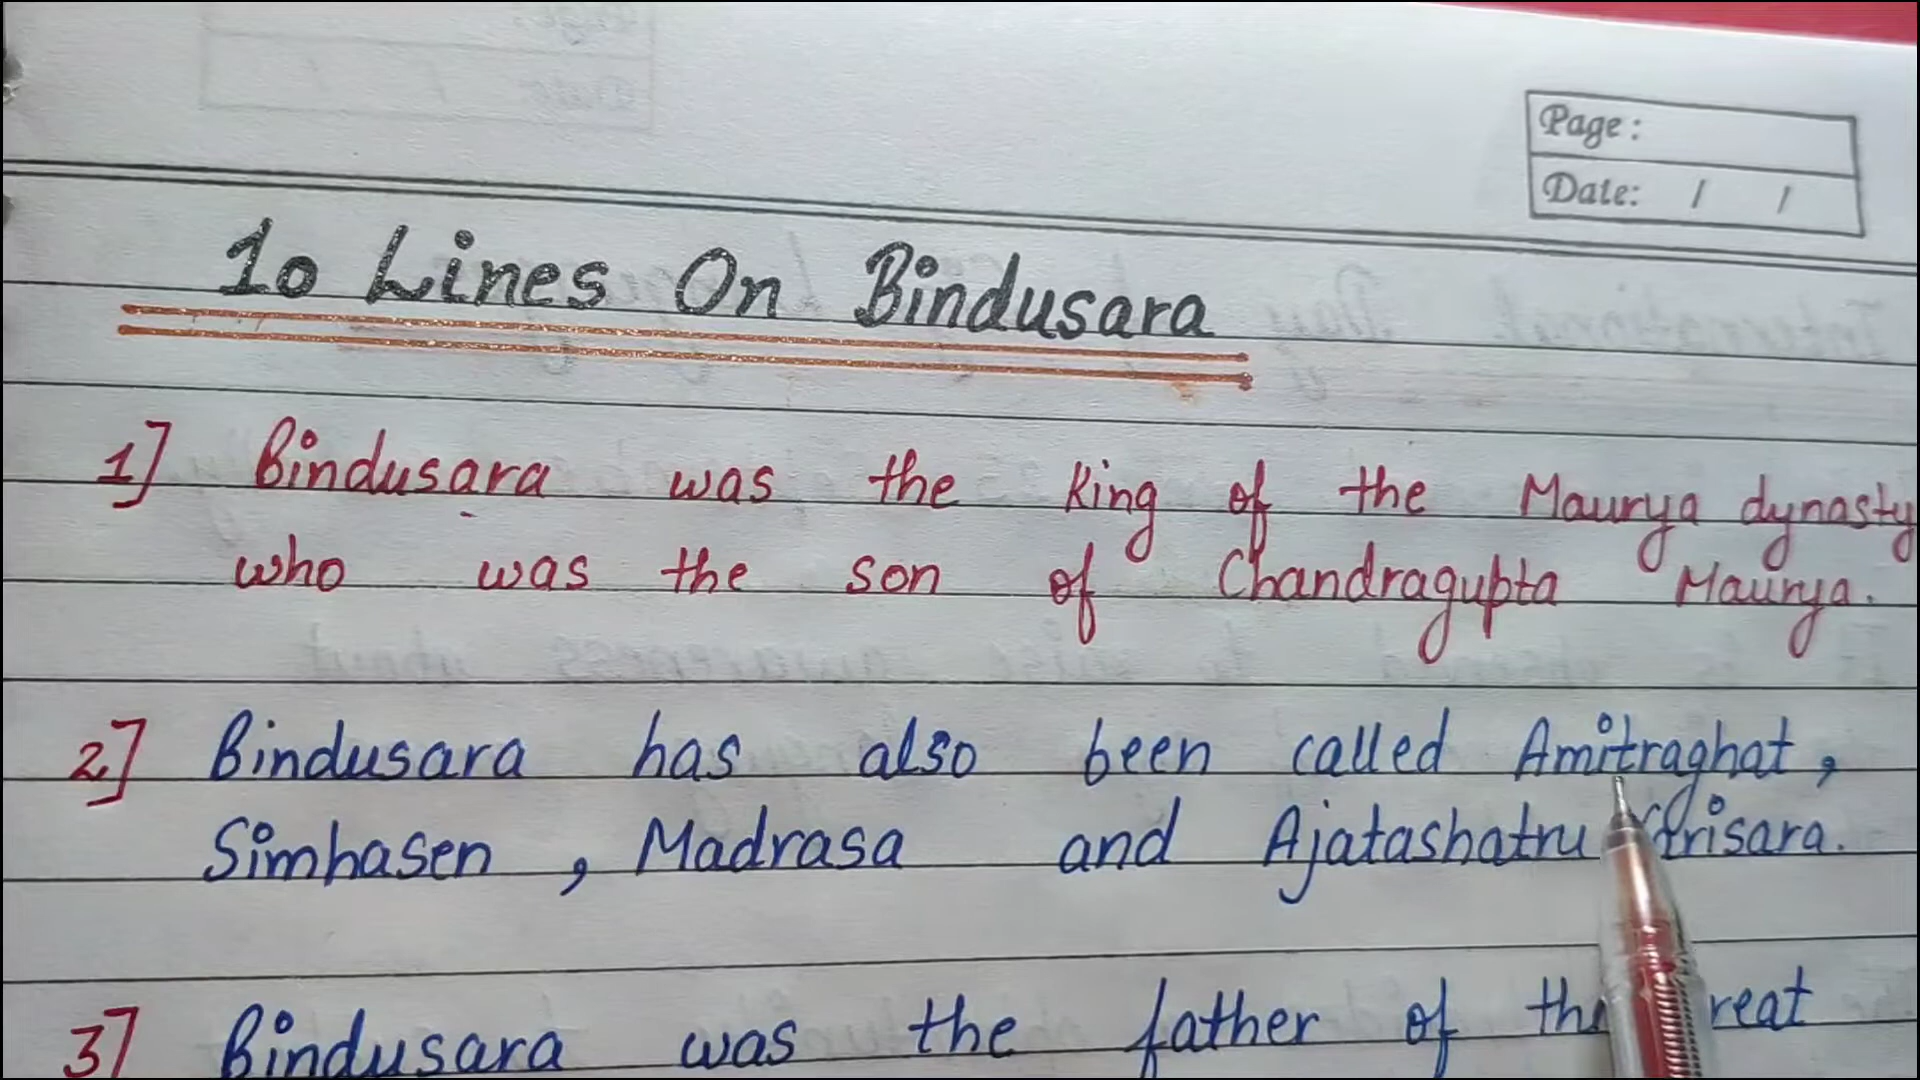 Page:
Date: / /
10 Lines On Bindusara
1] Bindusara was the King of the Maurya dynasty
who was the son of Chandragupta Maurya.
2] Bindusara has also been called Amitraghat,
Simhasen, Madrasa and Ajatashatru
3] Bindusara was the father of the